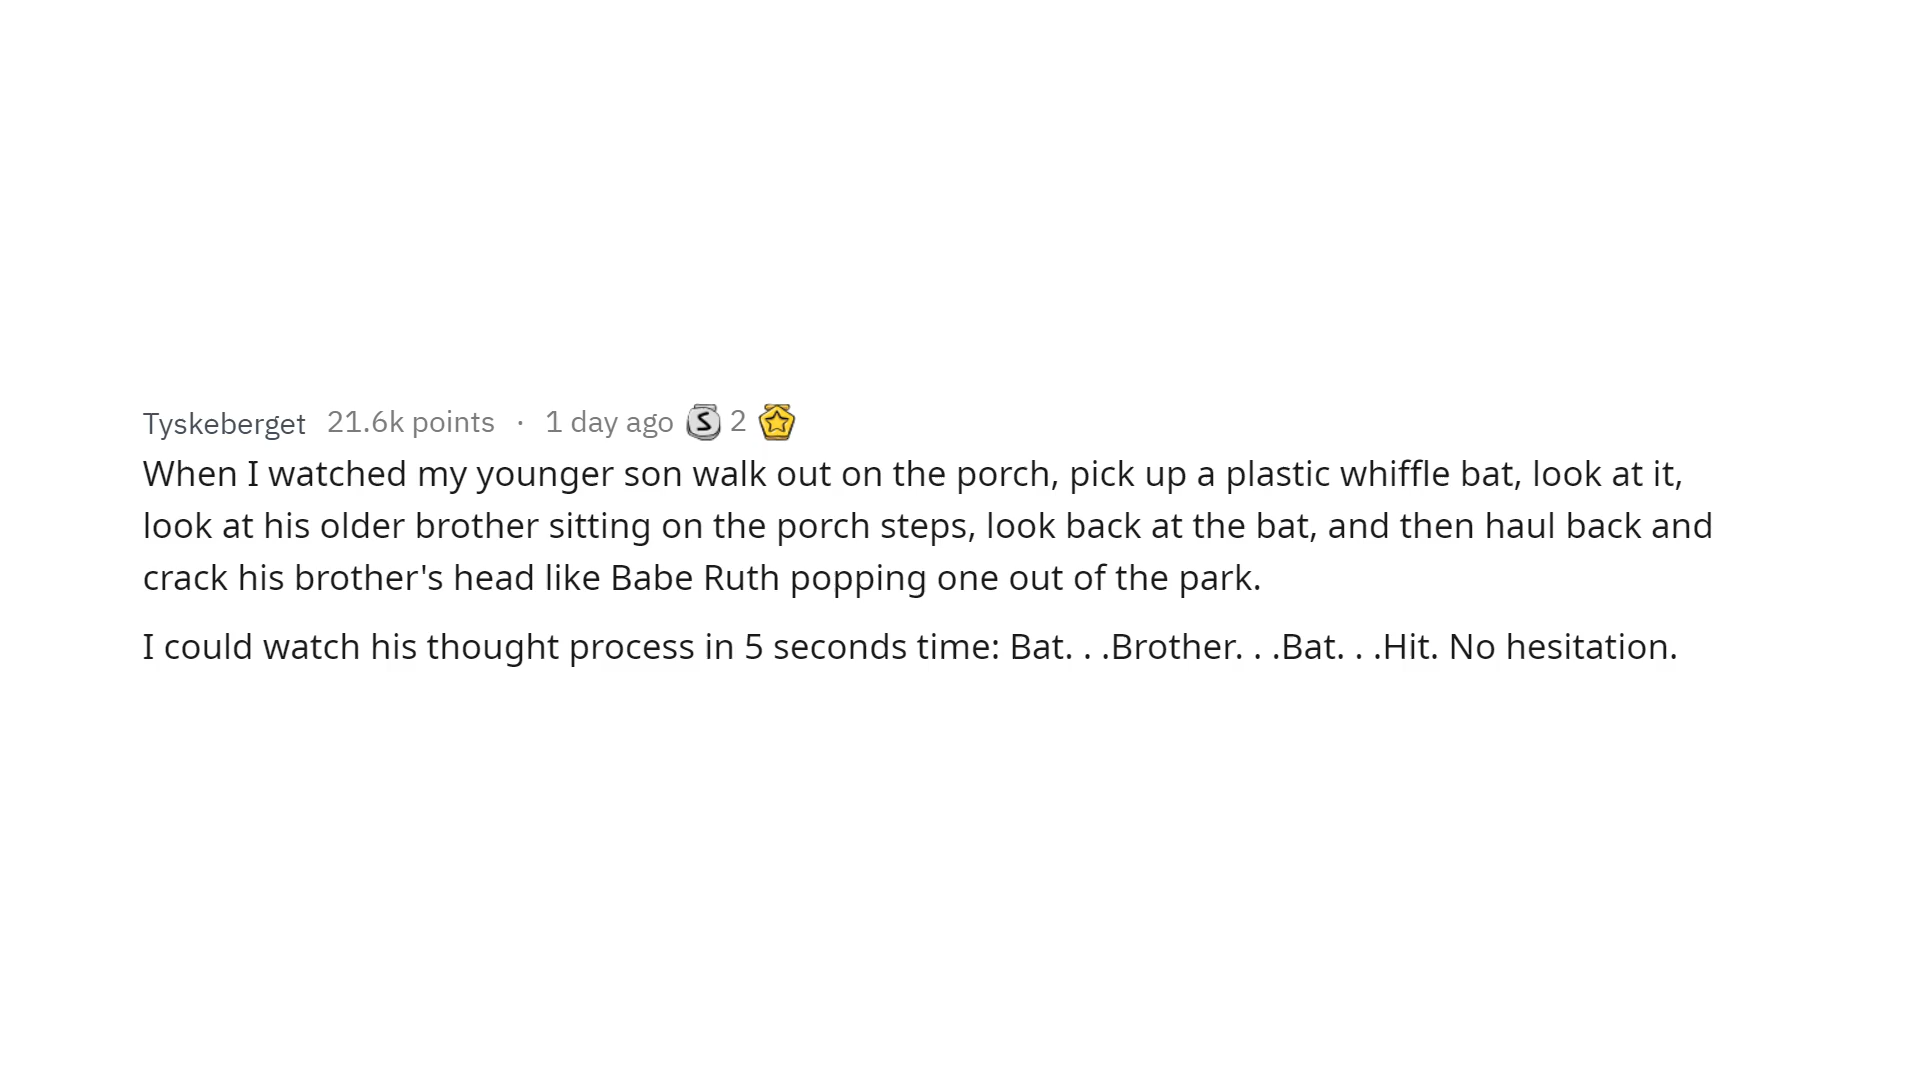 Tyskeberget 21.6k points · 1 day ago S 2
When I watched my younger son walk out on the porch, pick up a plastic whiffle bat, look at it,
look at his older brother sitting on the porch steps, look back at the bat, and then haul back and
crack his brother's head like Babe Ruth popping one out of the park.
I could watch his thought process in 5 seconds time: Bat. . .Brother. . .Bat. . .Hit. No hesitation.